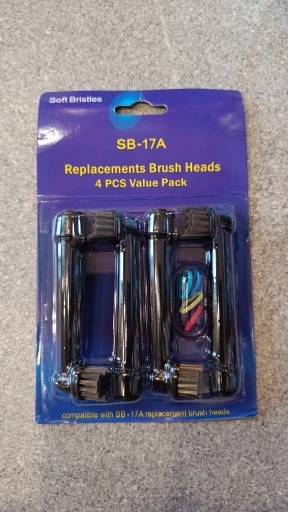 Soft Bristles
SB-17A
Replacements Brush Heads
4 PCS Value Pack
compatible with SB-17A replacement brush heads